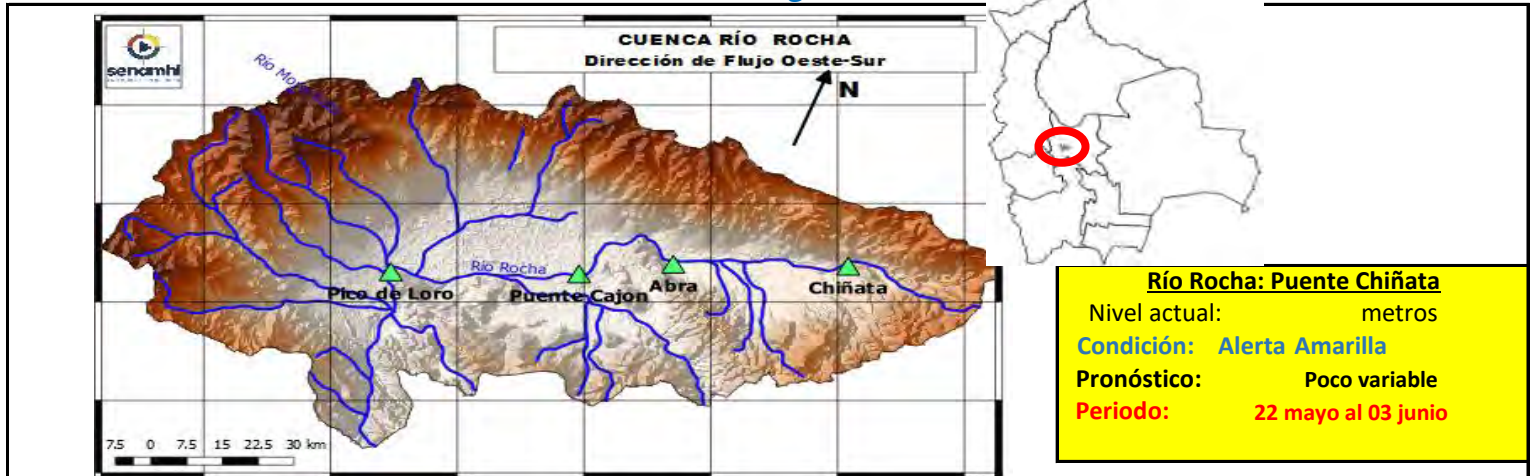 senamhi
CUENCA RÍO ROCHA
Dirección de Flujo Oeste-Sur
N
Río Rocha
Pico de Loro
Puente Cajon
Abra
Chiñata
7.5 0 7.5 15 22.5 30 km
Río Rocha: Puente Chiñata
Nivel actual: metros
Condición: Alerta Amarilla
Pronóstico: Poco variable
Periodo: 22 mayo al 03 junio